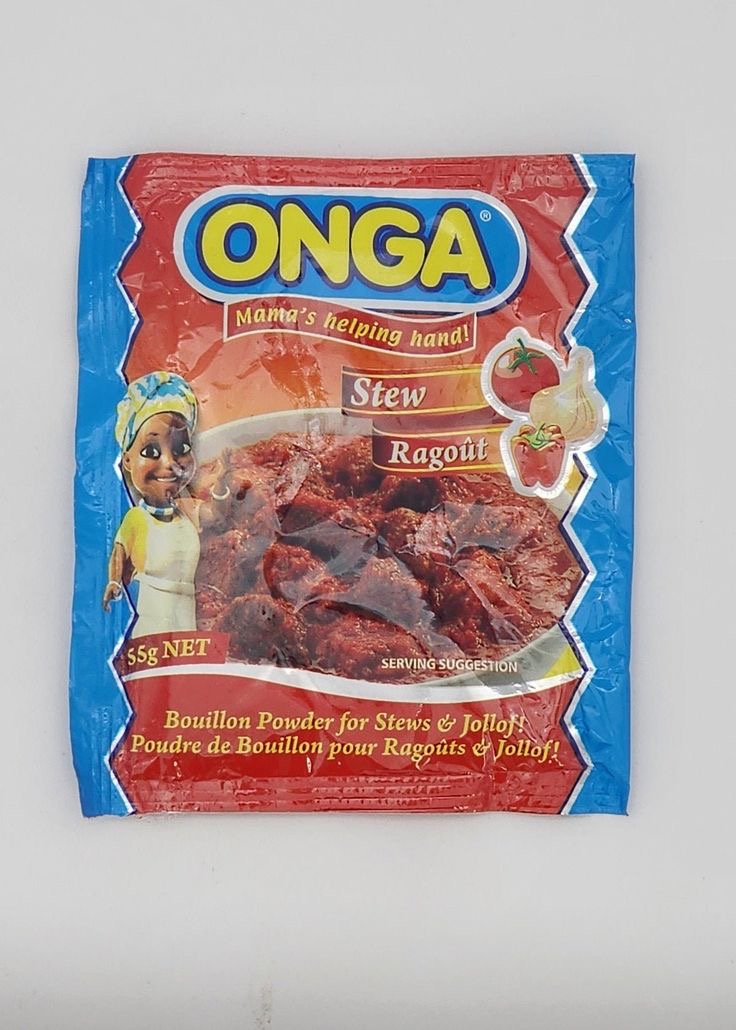 ONGA®
Mama's helping hand!
Stew
Ragoût
55g NET
SERVING SUGGESTION
Bouillon Powder for Stews & Jollof!
Poudre de Bouillon pour Ragoûts & Jollof!